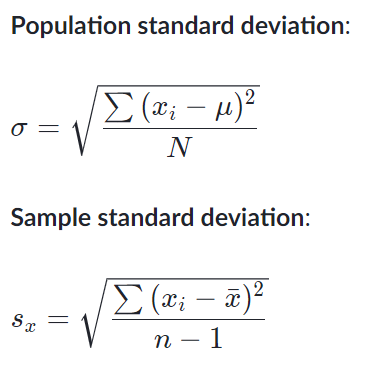 Population standard deviation:
σ = √(∑ (xᵢ − μ)² / N)
Sample standard deviation:
sₓ = √(∑ (xᵢ − x̄)² / n − 1)